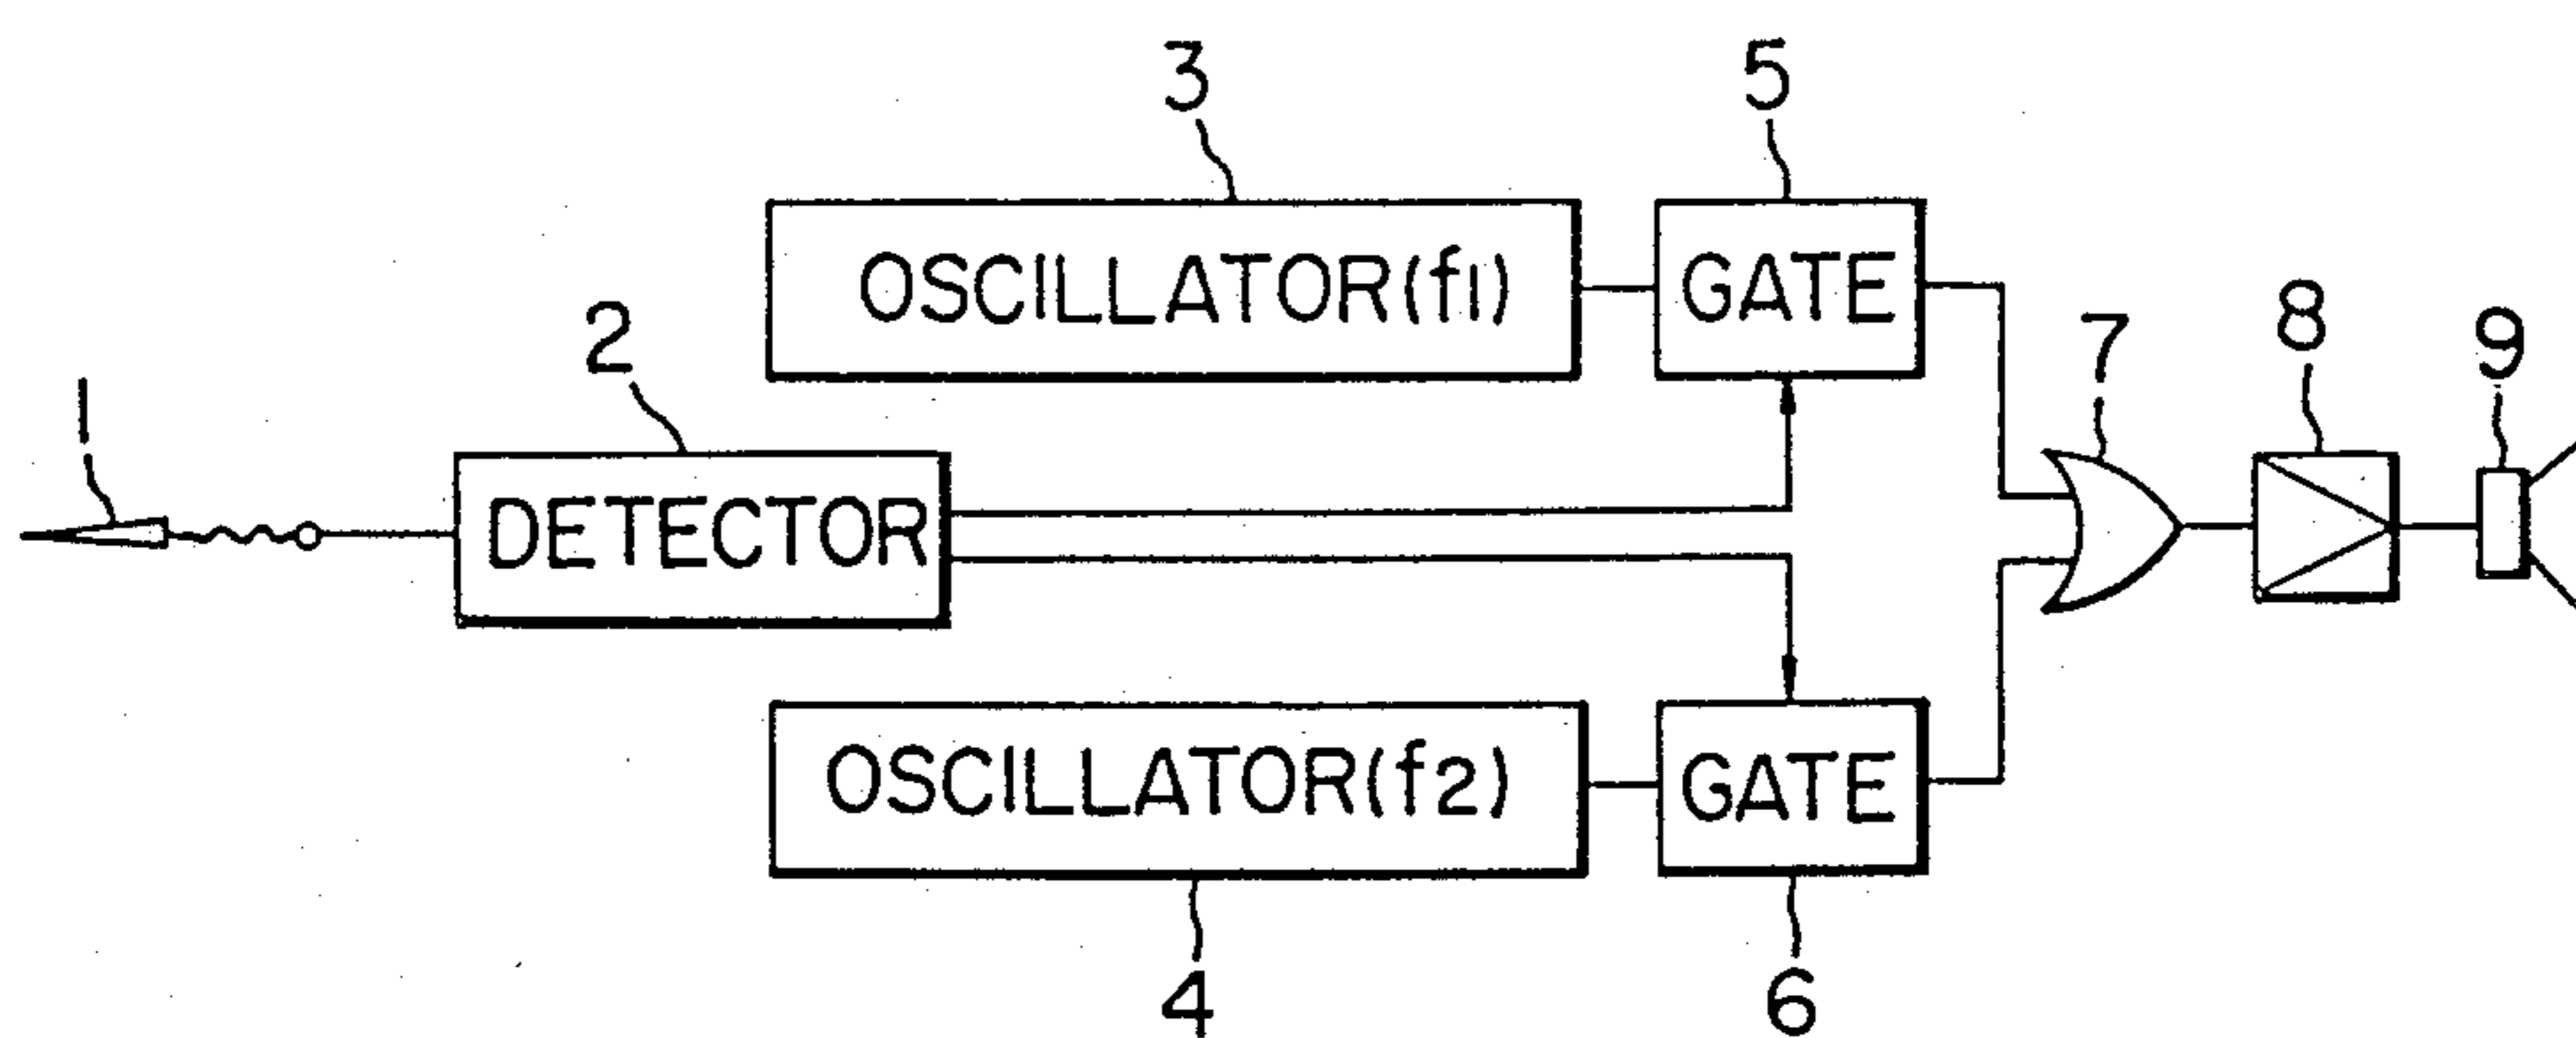 3
5
OSCILLATOR(f1)
GATE
2
7
8
9
1
DETECTOR
OSCILLATOR(f2)
GATE
4
6